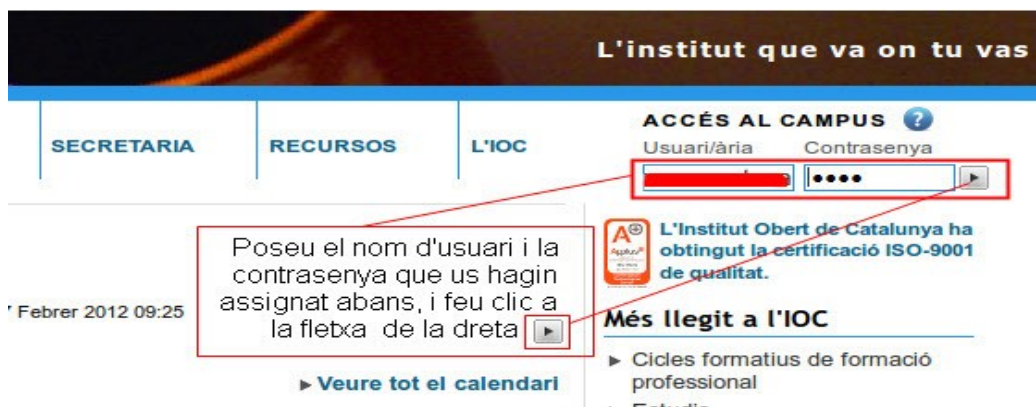 L'institut que va on tu vas
SECRETARIA
RECURSOS
L'IOC
ACCÉS AL CAMPUS ?
Usuari/ària Contrasenya
Poseu el nom d'usuari i la
contrasenya que us hagin
assignat abans, i feu clic a
la fletxa de la dreta
L'Institut Obert de Catalunya ha
obtingut la certificació ISO-9001
de qualitat.
Febrer 2012 09:25
Més llegit a l'IOC
Cicles formatius de formació
professional
Veure tot el calendari